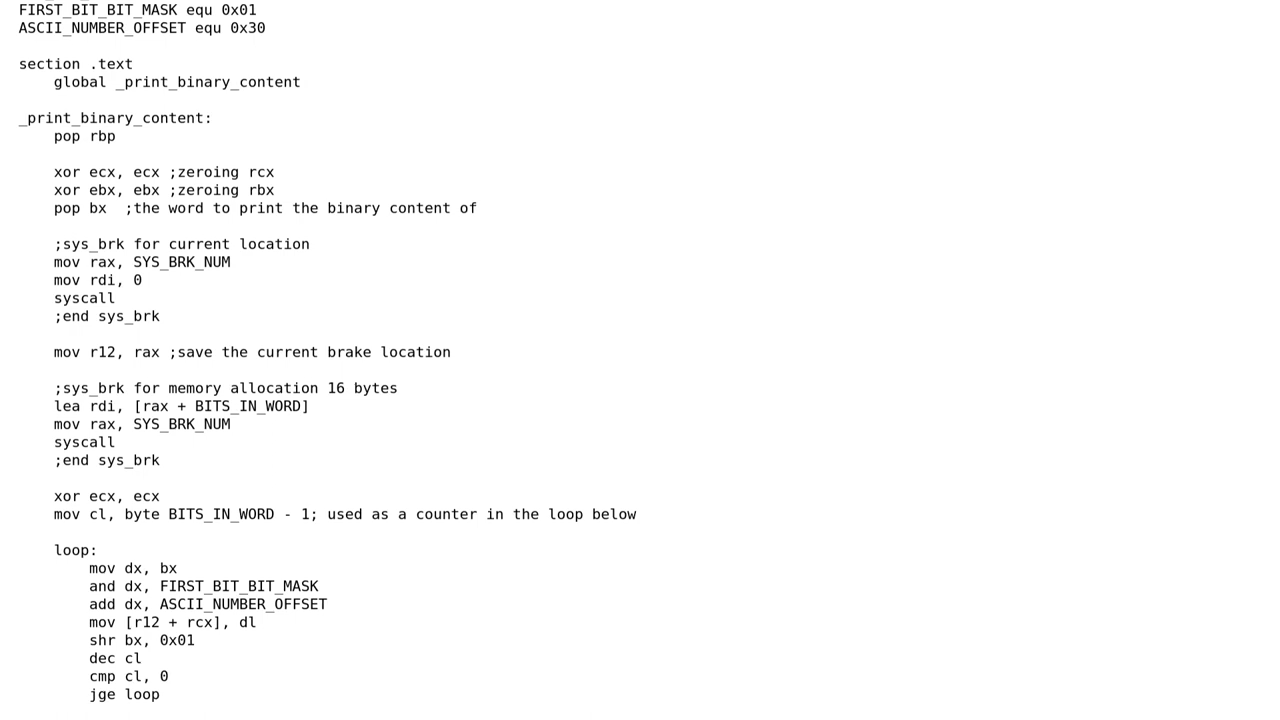 FIRST_BIT_BIT_MASK equ 0x01
ASCII_NUMBER_OFFSET equ 0x30
section .text
    global _print_binary_content
_print_binary_content:
    pop rbp
    xor ecx, ecx ;zeroing rcx
    xor ebx, ebx ;zeroing rbx
    pop bx  ;the word to print the binary content of
    ;sys_brk for current location
    mov rax, SYS_BRK_NUM
    mov rdi, 0
    syscall
    ;end sys_brk
    mov r12, rax ;save the current brake location
    ;sys_brk for memory allocation 16 bytes
    lea rdi, [rax + BITS_IN_WORD]
    mov rax, SYS_BRK_NUM
    syscall
    ;end sys_brk
    xor ecx, ecx
    mov cl, byte BITS_IN_WORD - 1; used as a counter in the loop below
    loop:
        mov dx, bx
        and dx, FIRST_BIT_BIT_MASK
        add dx, ASCII_NUMBER_OFFSET
        mov [r12 + rcx], dl
        shr bx, 0x01
        dec cl
        cmp cl, 0
        jge loop